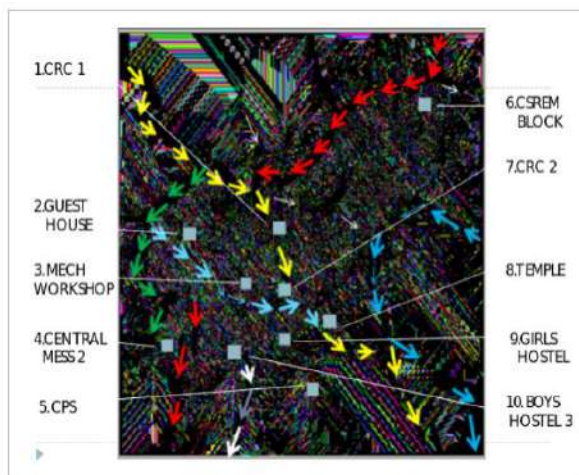 1.CRC 1
2.GUEST
HOUSE
3.MECH
WORKSHOP
4.CENTRAL
MESS 2
5. CPS
6.CSREM
BLOCK
7.CRC 2
8.TEMPLE
9.GIRLS
HOSTEL
10.BOYS
HOSTEL 3